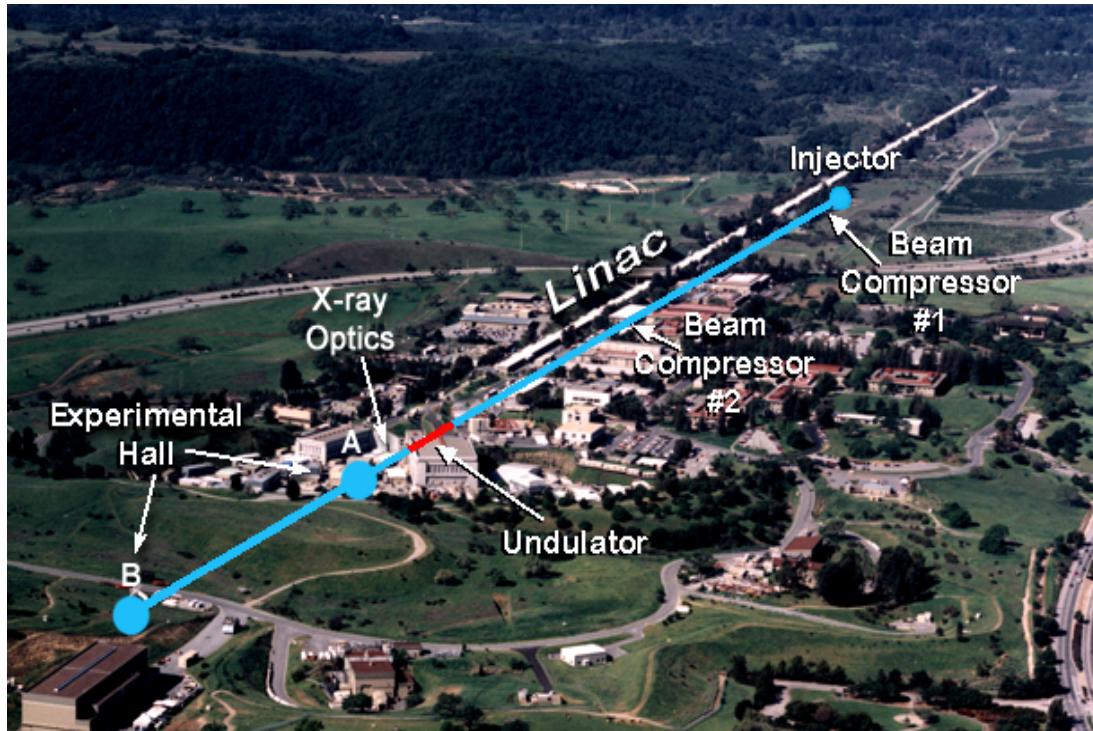 Injector
Beam
Compressor
#1
Linac
X-ray
Optics
Beam
Compressor
#2
Experimental
Hall
A
Undulator
B